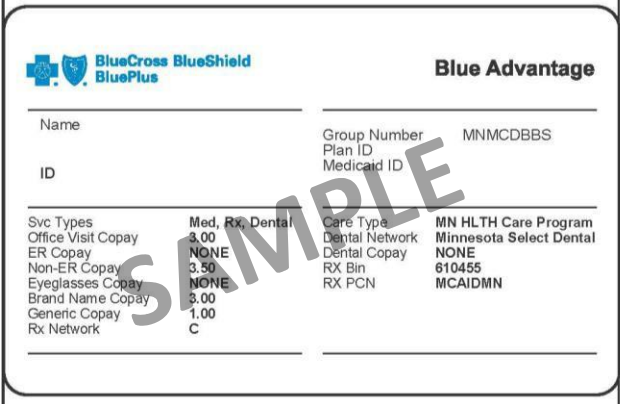 BlueCross BlueShield
BluePlus
Blue Advantage
Name
ID
Group Number MNMCDBBS
Plan ID
Medicaid ID
Svc Types Med, Rx, Dental
Office Visit Copay 3.00
ER Copay NONE
Non-ER Copay 3.50
Eyeglasses Copay NONE
Brand Name Copay 3.00
Generic Copay 1.00
Rx Network C
Care Type MN HLTH Care Program
Dental Network Minnesota Select Dental
Dental Copay NONE
RX Bin 610455
RX PCN MCAIDMN
SAMPLE